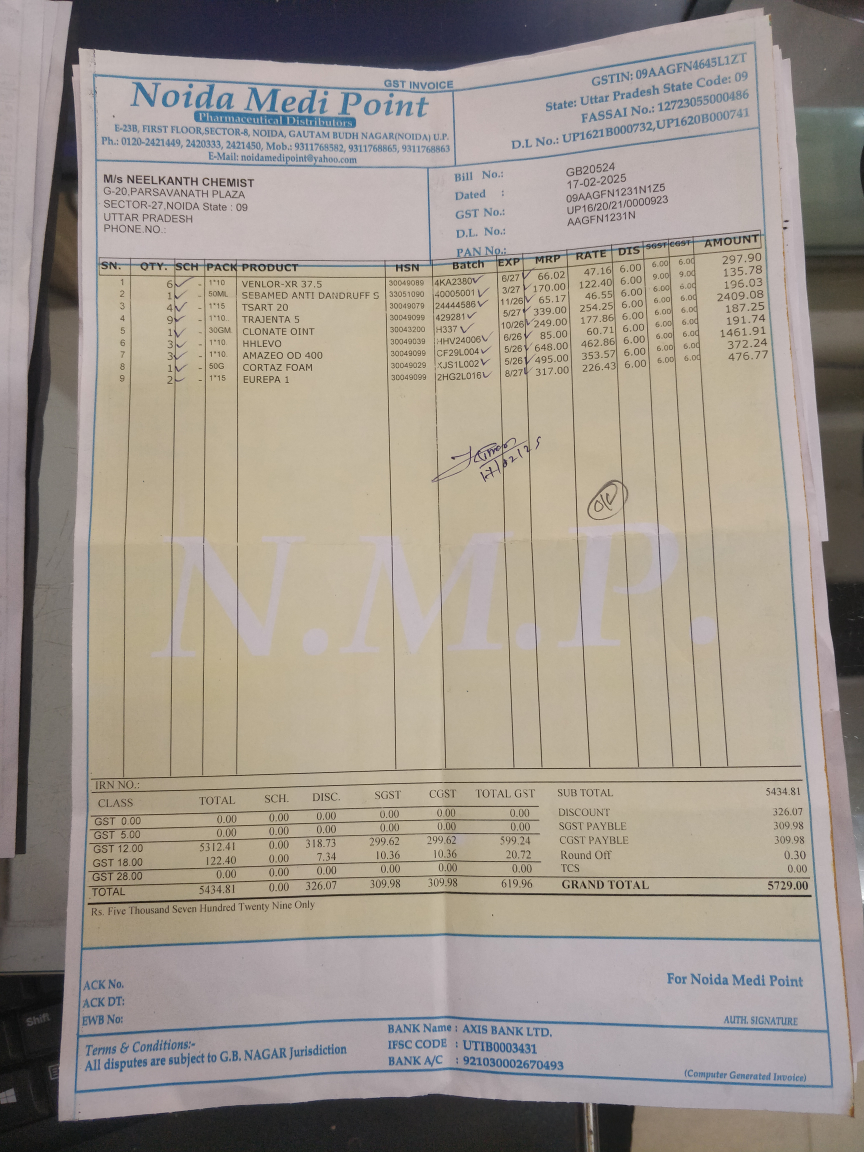 GST INVOICE
Noida Medi Point
Pharmaceutical Distributors
E-23B, FIRST FLOOR,SECTOR-8, NOIDA, GAUTAM BUDH NAGAR(NOIDA) U.P.
Ph.: 0120-2421449, 2420333, 2421450, Mob.: 9311768582, 9311768865, 9311768863
E-Mail: noidamedipoint@yahoo.com
GSTIN: 09AAGFN4645L1ZT
State: Uttar Pradesh State Code: 09
FASSAI No.: 12723055000486
D.L No.: UP1621B000732,UP1620B000741
M/s NEELKANTH CHEMIST
G-20,PARSAVANATH PLAZA
SECTOR-27,NOIDA State : 09
UTTAR PRADESH
PHONE.NO.:
Bill No.: GB20524
Dated : 17-02-2025
GST No.: 09AAGFN1231N1Z5
D.L. No.: UP16/20/21/0000923
PAN No.: AAGFN1231N
SN. QTY. SCH PACK PRODUCT HSN Batch EXP MRP RATE DIS SGST CGST AMOUNT
1 6 - 1*10 VENLOR-XR 37.5 30049089 4KA2380 6/27 66.02 47.16 6.00 6.00 6.00 297.90
2 1 - 50ML SEBAMED ANTI DANDRUFF S 33051090 40005001 3/27 170.00 122.40 6.00 9.00 9.00 135.78
3 4 - 1*15 TSART 20 30049079 24444586 11/26 65.17 46.55 6.00 6.00 6.00 196.03
4 9 - 1*10. TRAJENTA 5 30049099 429281 5/27 339.00 254.25 6.00 6.00 6.00 2409.08
5 1 - 30GM CLONATE OINT 30043200 H337 10/26 249.00 177.86 6.00 6.00 6.00 187.25
6 3 - 1*10 HHLEVO 30049039 HHV24006 6/26 85.00 60.71 6.00 6.00 6.00 191.74
7 3 - 1*10. AMAZEO OD 400 30049099 CF29L004 5/26 648.00 462.86 6.00 6.00 6.00 1461.91
8 1 - 50G CORTAZ FOAM 30049029 XJS1L002 5/26 495.00 353.57 6.00 6.00 6.00 372.24
9 2 - 1*15 EUREPA 1 30049099 2HG2L016 8/27 317.00 226.43 6.00 6.00 6.00 476.77
17/02/25
N.M.P.
IRN NO.:
CLASS TOTAL SCH. DISC. SGST CGST TOTAL GST
GST 0.00 0.00 0.00 0.00 0.00 0.00 0.00
GST 5.00 0.00 0.00 0.00 0.00 0.00 0.00
GST 12.00 5312.41 0.00 318.73 299.62 299.62 599.24
GST 18.00 122.40 0.00 7.34 10.36 10.36 20.72
GST 28.00 0.00 0.00 0.00 0.00 0.00 0.00
TOTAL 5434.81 0.00 326.07 309.98 309.98 619.96
SUB TOTAL 5434.81
DISCOUNT 326.07
SGST PAYBLE 309.98
CGST PAYBLE 309.98
Round Off 0.30
TCS 0.00
GRAND TOTAL 5729.00
Rs. Five Thousand Seven Hundred Twenty Nine Only
ACK No.
ACK DT:
EWB No:
For Noida Medi Point
AUTH. SIGNATURE
Terms & Conditions:-
All disputes are subject to G.B. NAGAR Jurisdiction
BANK Name : AXIS BANK LTD.
IFSC CODE : UTIB0003431
BANK A/C : 921030002670493
(Computer Generated Invoice)
Shift